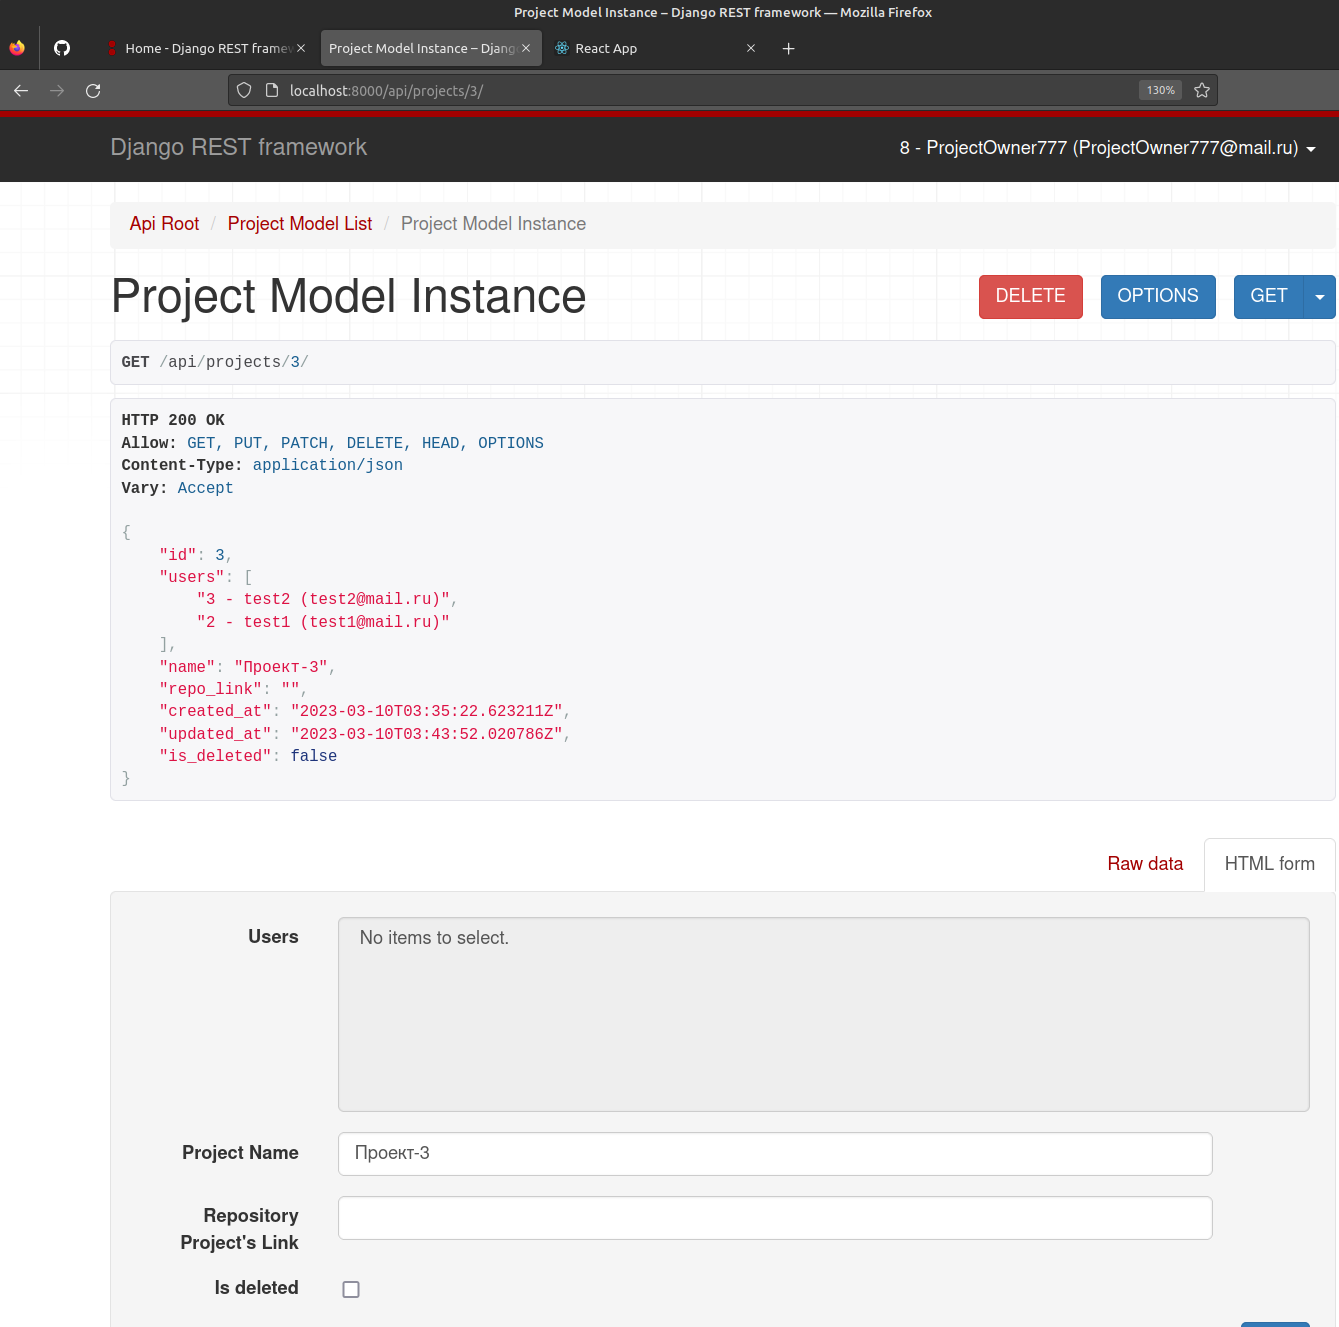 Project Model Instance – Django REST framework — Mozilla Firefox
Home - Django REST framew
Project Model Instance – Djang
React App
localhost:8000/api/projects/3/
130%
Django REST framework
8 - ProjectOwner777 (ProjectOwner777@mail.ru)
Api Root / Project Model List / Project Model Instance
Project Model Instance
DELETE
OPTIONS
GET
GET /api/projects/3/
HTTP 200 OK
Allow: GET, PUT, PATCH, DELETE, HEAD, OPTIONS
Content-Type: application/json
Vary: Accept
{
"id": 3,
"users": [
"3 - test2 (test2@mail.ru)",
"2 - test1 (test1@mail.ru)"
],
"name": "Проект-3",
"repo_link": "",
"created_at": "2023-03-10T03:35:22.623211Z",
"updated_at": "2023-03-10T03:43:52.020786Z",
"is_deleted": false
}
Raw data
HTML form
Users
No items to select.
Project Name
Проект-3
Repository
Project's Link
Is deleted